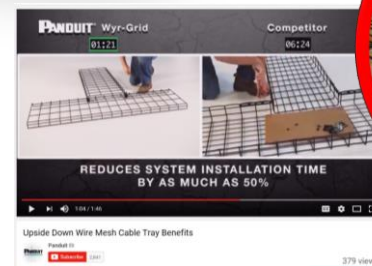 PANDUIT™ Wyr-Grid
01:21
Competitor
06:24
REDUCES SYSTEM INSTALLATION TIME
BY AS MUCH AS 50%
1:04 / 1:46
Upside Down Wire Mesh Cable Tray Benefits
Panduit
Subscribe
379 view